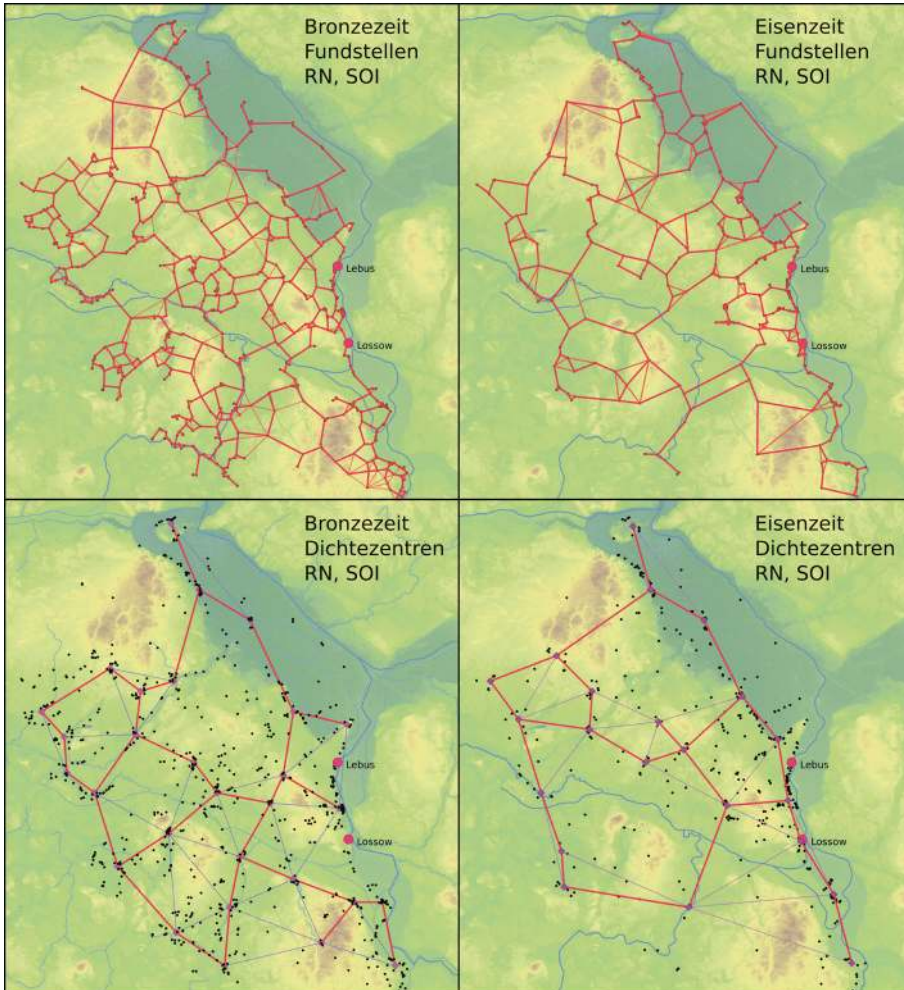 Bronzezeit
Fundstellen
RN, SOI
Lebus
Lossow
Eisenzeit
Fundstellen
RN, SOI
Lebus
Lossow
Bronzezeit
Dichtezentren
RN, SOI
Lebus
Lossow
Eisenzeit
Dichtezentren
RN, SOI
Lebus
Lossow